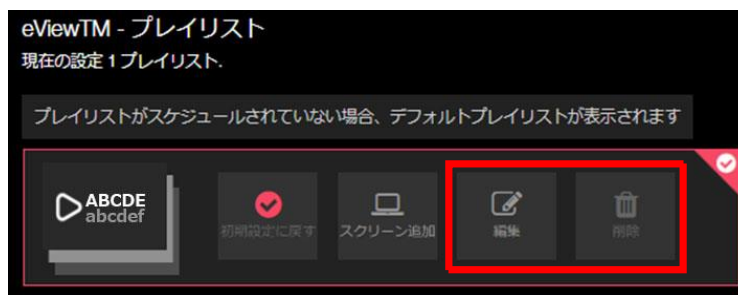 eViewTM - プレイリスト
現在の設定 1 プレイリスト.
プレイリストがスケジュールされていない場合、デフォルトプレイリストが表示されます
ABCDE
abcdef
初期設定に戻す
スクリーン追加
編集
削除